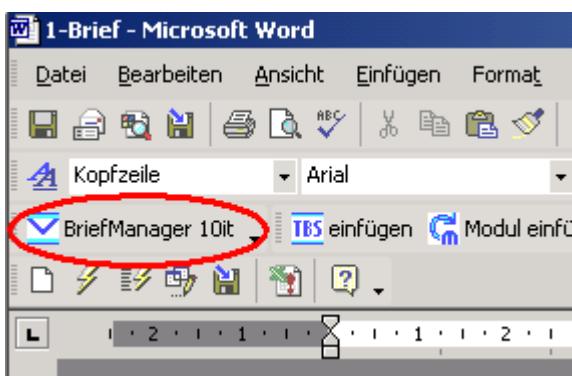 1-Brief - Microsoft Word
Datei Bearbeiten Ansicht Einfügen Format
ABC
Kopfzeile Arial
BriefManager 10it TBS einfügen m Modul einfü
L 2 1 1 2